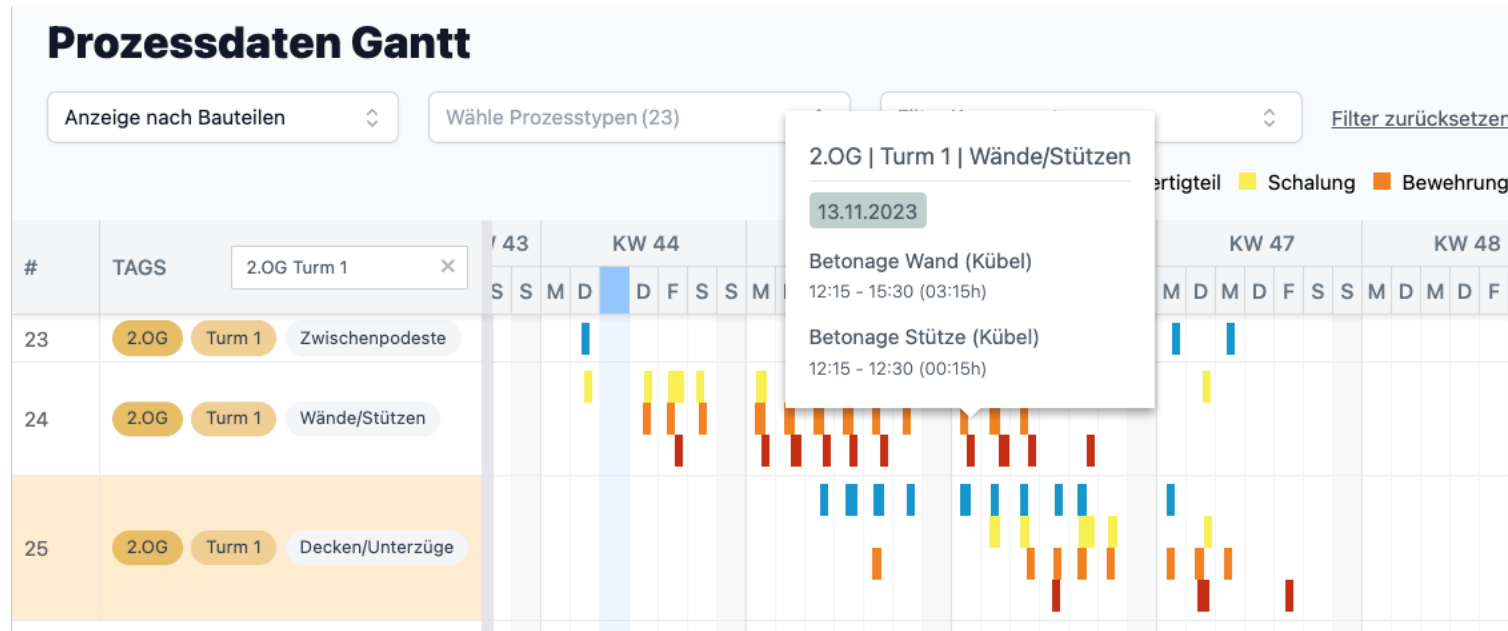 Prozessdaten Gantt
Anzeige nach Bauteilen
Wähle Prozesstypen (23)
Filter zurücksetzen
2.OG | Turm 1 | Wände/Stützen
13.11.2023
Betonage Wand (Kübel)
12:15 - 15:30 (03:15h)
Betonage Stütze (Kübel)
12:15 - 12:30 (00:15h)
ertigteil Schalung Bewehrung
# TAGS 2.OG Turm 1 ×
43 KW 44 KW 47 KW 48
S S M D D F S S M M D M D F S S M D M D F
23 2.OG Turm 1 Zwischenpodeste
24 2.OG Turm 1 Wände/Stützen
25 2.OG Turm 1 Decken/Unterzüge